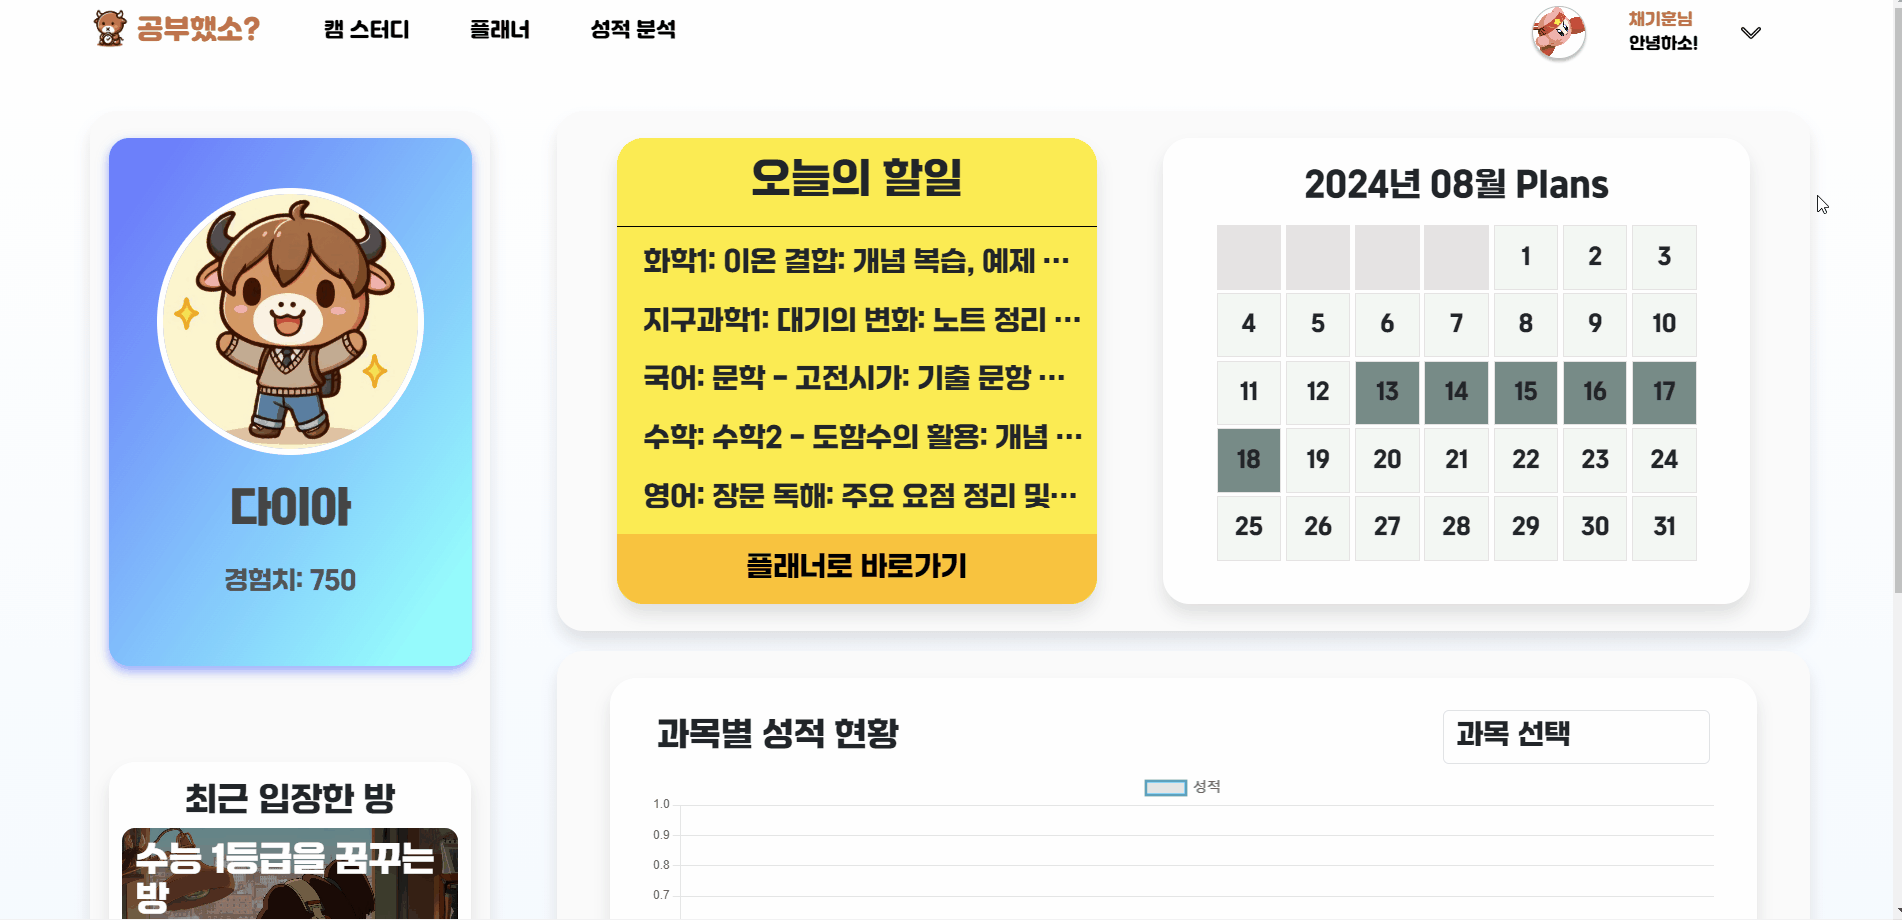 공부했소?
캠 스터디
플래너
성적 분석
채기훈님
안녕하소!
다이아
경험치: 750
오늘의 할일
화학1: 이온 결합: 개념 복습, 예제 ···
지구과학1: 대기의 변화: 노트 정리 ···
국어: 문학 - 고전시가: 기출 문항 ···
수학: 수학2 - 도함수의 활용: 개념 ···
영어: 장문 독해: 주요 요점 정리 및···
플래너로 바로가기
2024년 08월 Plans
1 2 3
4 5 6 7 8 9 10
11 12 13 14 15 16 17
18 19 20 21 22 23 24
25 26 27 28 29 30 31
최근 입장한 방
수능 1등급을 꿈꾸는
방
과목별 성적 현황
과목 선택
성적
1.0
0.9
0.8
0.7